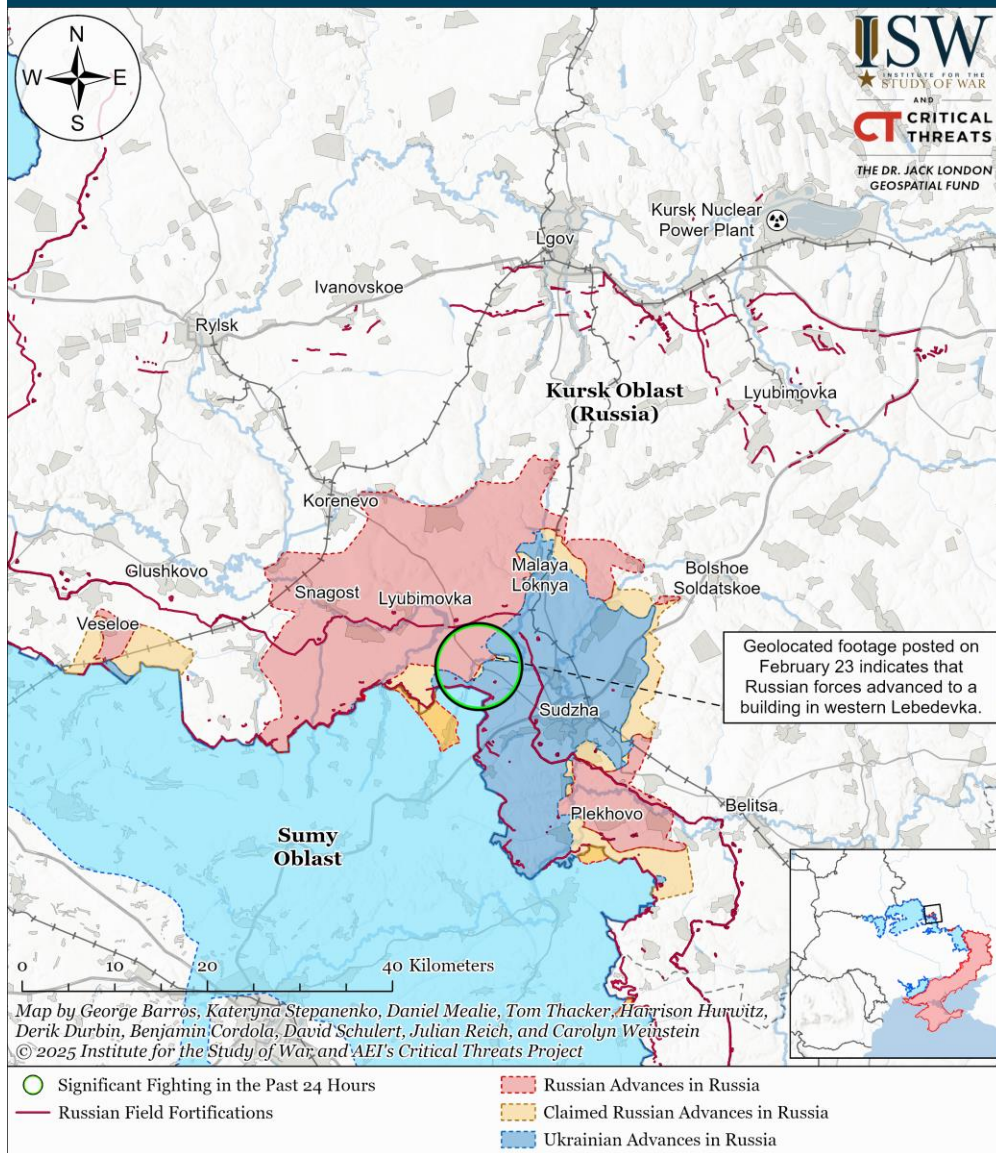 N
W
E
S
ISW
INSTITUTE FOR THE
STUDY OF WAR
AND
CT CRITICAL
THREATS
THE DR. JACK LONDON
GEOSPATIAL FUND
Kursk Nuclear
Power Plant
Lgov
Ivanovskoe
Rylsk
Kursk Oblast
(Russia)
Lyubimovka
Korenevo
Glushkovo
Snagost
Lyubimovka
Malaya
Loknya
Bolshoe
Soldatskoe
Veseloe
Geolocated footage posted on
February 23 indicates that
Russian forces advanced to a
building in western Lebedevka.
Sudzha
Plekhovo
Belitsa
Sumy
Oblast
0 10 20 40 Kilometers
Map by George Barros, Kateryna Stepanenko, Daniel Mealie, Tom Thacker, Harrison Hurwitz,
Derik Durbin, Benjamin Cordola, David Schulert, Julian Reich, and Carolyn Weinstein
© 2025 Institute for the Study of War and AEI's Critical Threats Project
Significant Fighting in the Past 24 Hours
Russian Field Fortifications
Russian Advances in Russia
Claimed Russian Advances in Russia
Ukrainian Advances in Russia